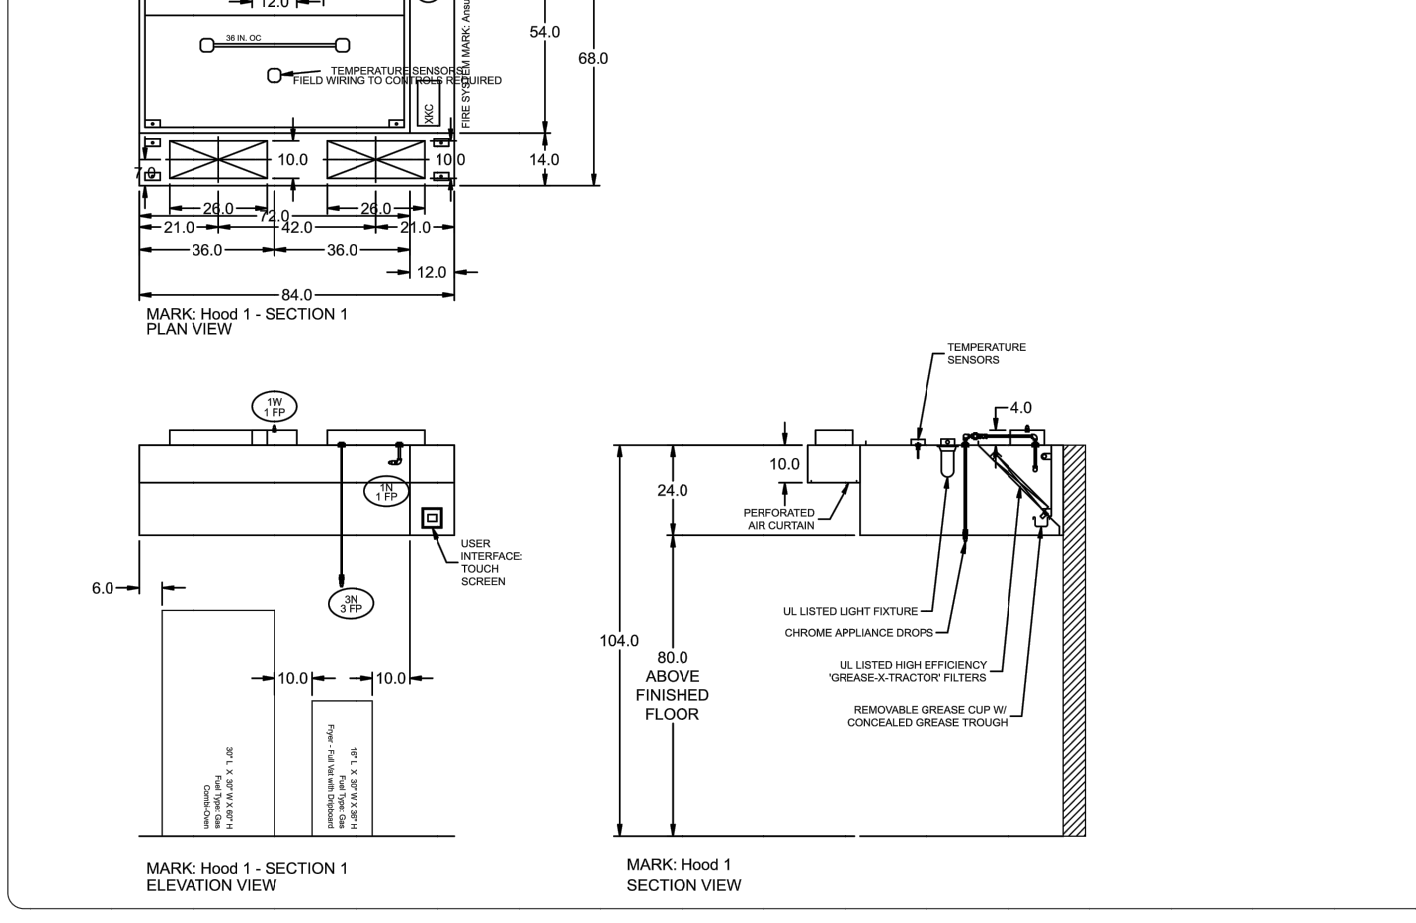 12.0
36 IN. OC
TEMPERATURE SENSORS
FIELD WIRING TO CONTROLS REQUIRED
FIRE SYSTEM MARK: Ansu
XKC
54.0
68.0
7.0
10.0
10.0
14.0
26.0
26.0
72.0
21.0
42.0
21.0
36.0
36.0
12.0
84.0
MARK: Hood 1 - SECTION 1
PLAN VIEW
1W
1 FP
1N
1 FP
USER
INTERFACE:
TOUCH
SCREEN
6.0
3N
3 FP
10.0
10.0
30" L X 30" W X 60" H
Fuel Type: Gas
Combi-Oven
16" L X 30" W X 36" H
Fuel Type: Gas
Fryer - Full Vat with Dripboard
MARK: Hood 1 - SECTION 1
ELEVATION VIEW
TEMPERATURE
SENSORS
4.0
10.0
24.0
PERFORATED
AIR CURTAIN
UL LISTED LIGHT FIXTURE
CHROME APPLIANCE DROPS
104.0
80.0
ABOVE
FINISHED
FLOOR
UL LISTED HIGH EFFICIENCY
'GREASE-X-TRACTOR' FILTERS
REMOVABLE GREASE CUP W/
CONCEALED GREASE TROUGH
MARK: Hood 1
SECTION VIEW